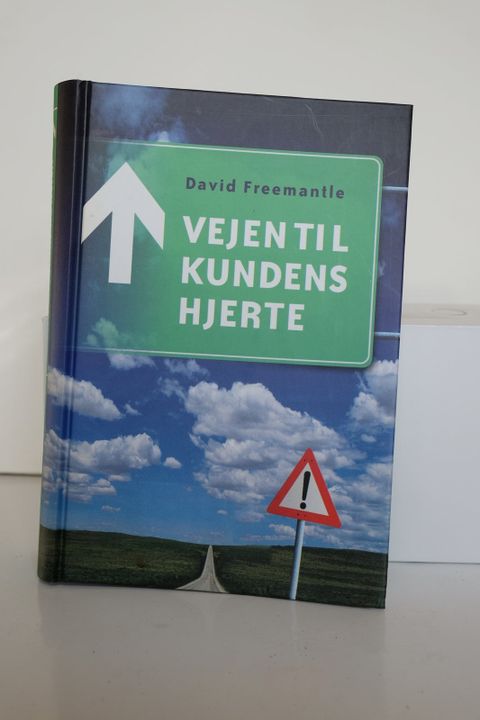 David Freemantle
VEJEN TIL
KUNDENS
HJERTE
!